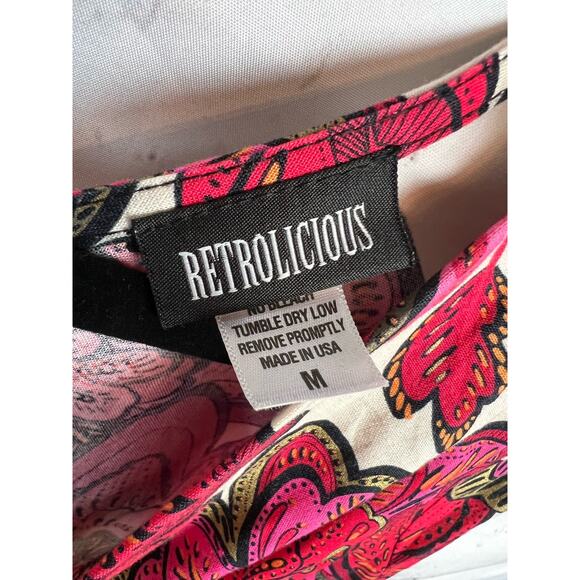 RETROLICIOUS
NO BLEACH
TUMBLE DRY LOW
REMOVE PROMPTLY
MADE IN USA
M